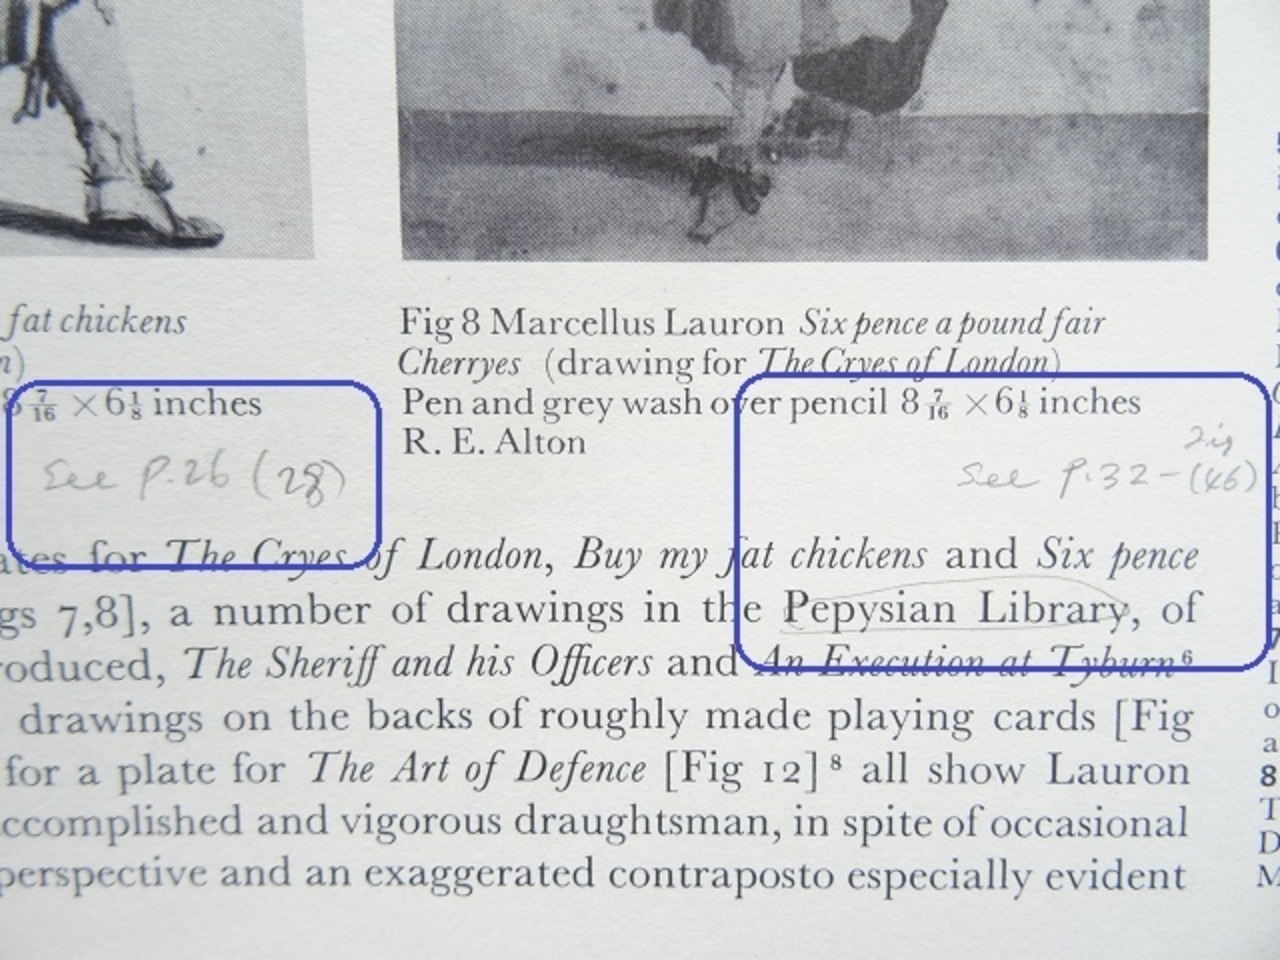 fat chickens
n)
8 7/16 × 6 1/8 inches
See P.26 (28)
Fig 8 Marcellus Lauron Six pence a pound fair
Cherryes (drawing for The Cryes of London)
Pen and grey wash over pencil 8 7/16 × 6 1/8 inches
R. E. Alton
See P.32-(46)
ates for The Cryes of London, Buy my fat chickens and Six pence
gs 7,8], a number of drawings in the Pepysian Library, of
roduced, The Sheriff and his Officers and An Execution at Tyburn⁶
drawings on the backs of roughly made playing cards [Fig
for a plate for The Art of Defence [Fig 12]⁸ all show Lauron
ccomplished and vigorous draughtsman, in spite of occasional
perspective and an exaggerated contraposto especially evident